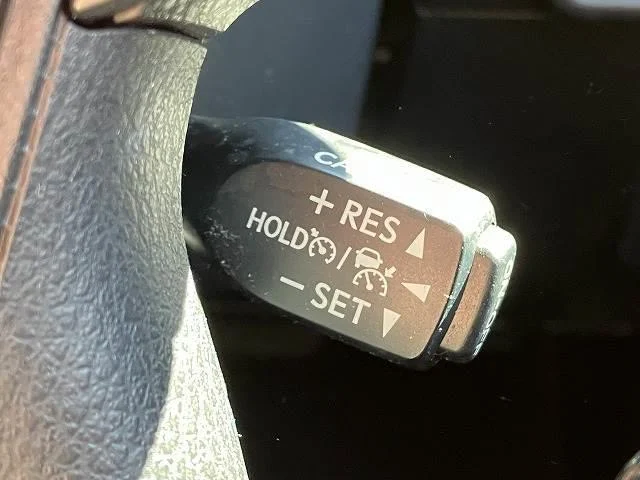 + RES
HOLD /
− SET